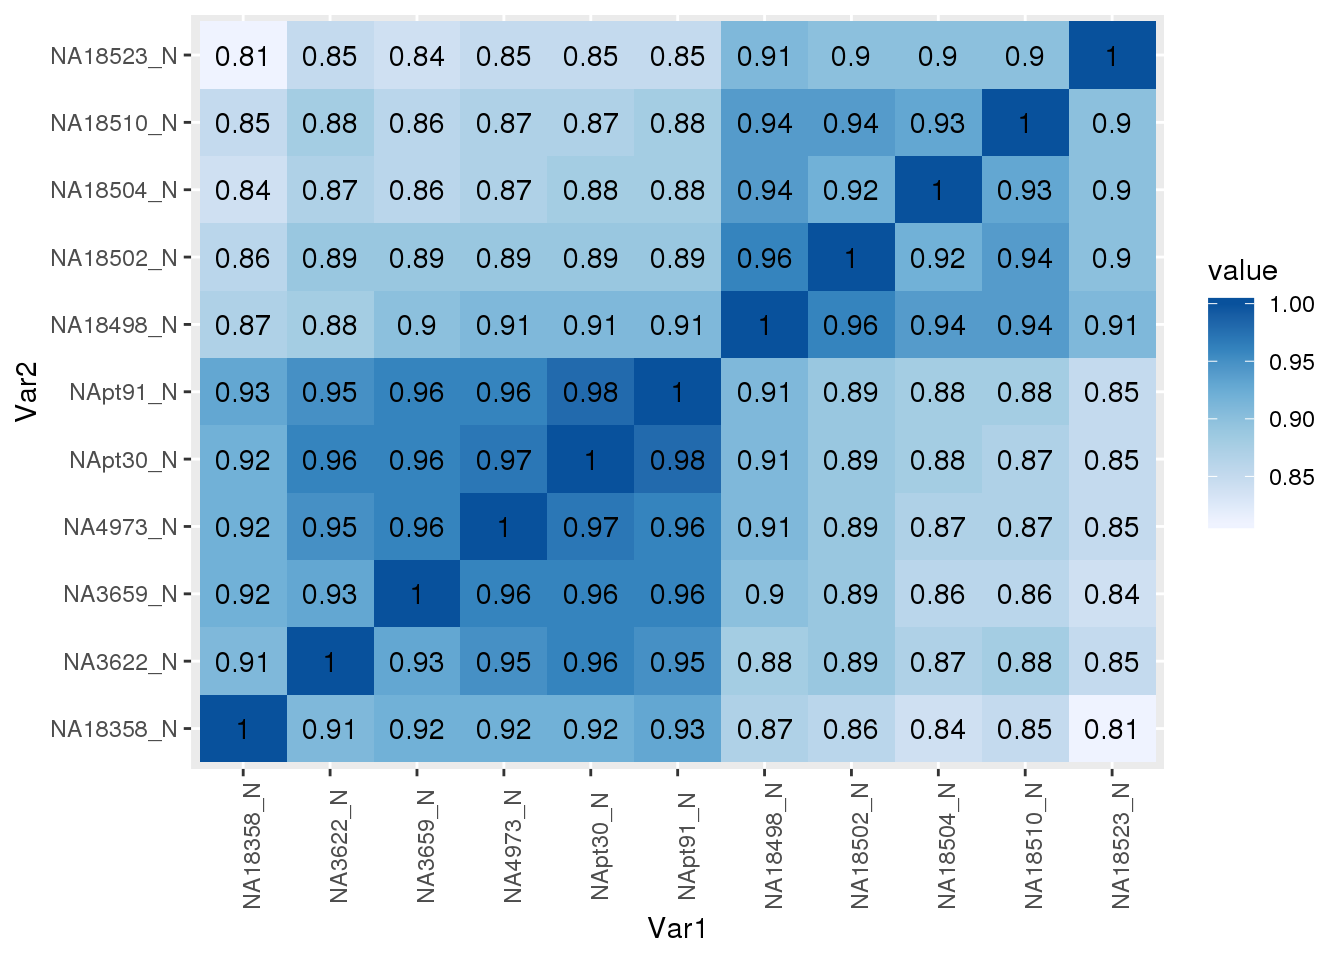 NA18523_N 0.81 0.85 0.84 0.85 0.85 0.85 0.91 0.9 0.9 0.9 1
NA18510_N 0.85 0.88 0.86 0.87 0.87 0.88 0.94 0.94 0.93 1 0.9
NA18504_N 0.84 0.87 0.86 0.87 0.88 0.88 0.94 0.92 1 0.93 0.9
NA18502_N 0.86 0.89 0.89 0.89 0.89 0.89 0.96 1 0.92 0.94 0.9
NA18498_N 0.87 0.88 0.9 0.91 0.91 0.91 1 0.96 0.94 0.94 0.91
NApt91_N 0.93 0.95 0.96 0.96 0.98 1 0.91 0.89 0.88 0.88 0.85
NApt30_N 0.92 0.96 0.96 0.97 1 0.98 0.91 0.89 0.88 0.87 0.85
NA4973_N 0.92 0.95 0.96 1 0.97 0.96 0.91 0.89 0.87 0.87 0.85
NA3659_N 0.92 0.93 1 0.96 0.96 0.96 0.9 0.89 0.86 0.86 0.84
NA3622_N 0.91 1 0.93 0.95 0.96 0.95 0.88 0.89 0.87 0.88 0.85
NA18358_N 1 0.91 0.92 0.92 0.92 0.93 0.87 0.86 0.84 0.85 0.81
Var2
NA18358_N NA3622_N NA3659_N NA4973_N NApt30_N NApt91_N NA18498_N NA18502_N NA18504_N NA18510_N NA18523_N
Var1
value
1.00
0.95
0.90
0.85